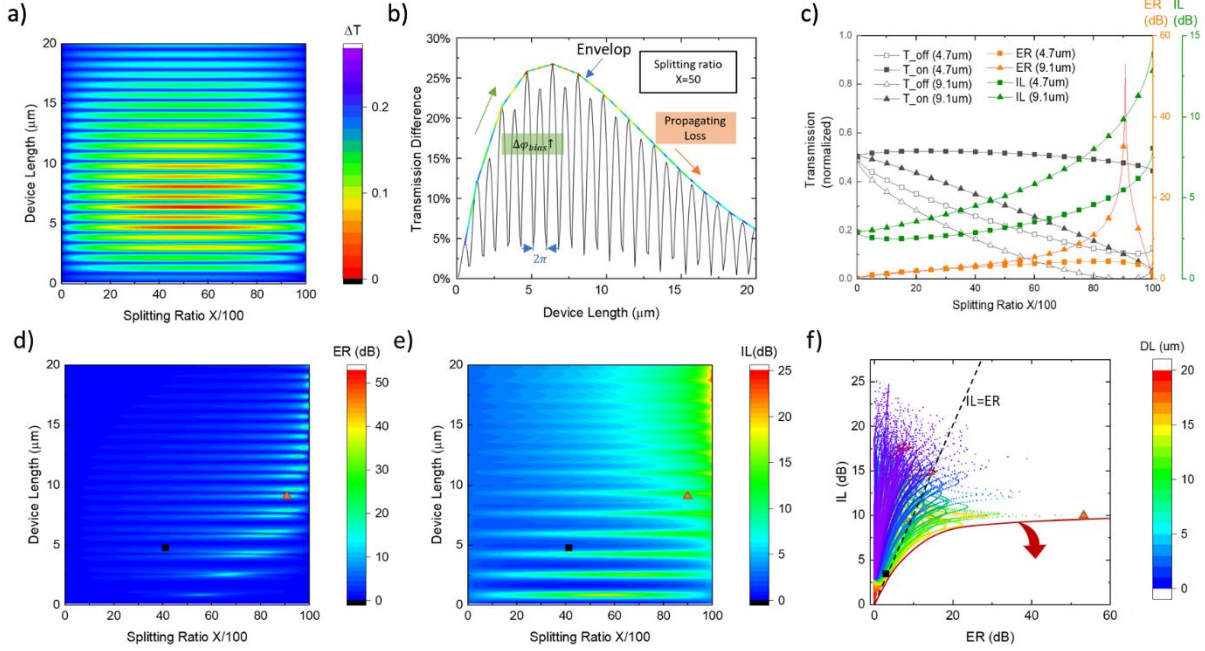 a)
ΔT
Device Length (μm)
20
15
10
5
0
0 20 40 60 80 100
Splitting Ratio X/100
0.2
0.1
0
b)
Transmission Difference
30%
25%
20%
15%
10%
5%
0 5 10 15 20
Device Length (μm)
Envelop
Splitting ratio
X=50
Δφbias↑
Propagating
Loss
2π
c)
ER
(dB)
IL
(dB)
Transmission
(normalized)
1.0
0.8
0.6
0.4
0.2
0.0
0 20 40 60 80 100
Splitting Ratio X/100
T_off (4.7um)
T_on (4.7um)
T_off (9.1um)
T_on (9.1um)
ER (4.7um)
ER (9.1um)
IL (4.7um)
IL (9.1um)
60
40
20
0
15
10
5
0
d)
ER (dB)
Device Length (μm)
20
15
10
5
0
0 20 40 60 80 100
Splitting Ratio X/100
50
40
30
20
10
0
e)
IL(dB)
Device Length (μm)
20
15
10
5
0
0 20 40 60 80 100
Splitting Ratio X/100
25
20
15
10
5
0
f)
DL (um)
IL (dB)
25
20
15
10
5
0
0 20 40 60
ER (dB)
IL=ER
20
15
10
5
0